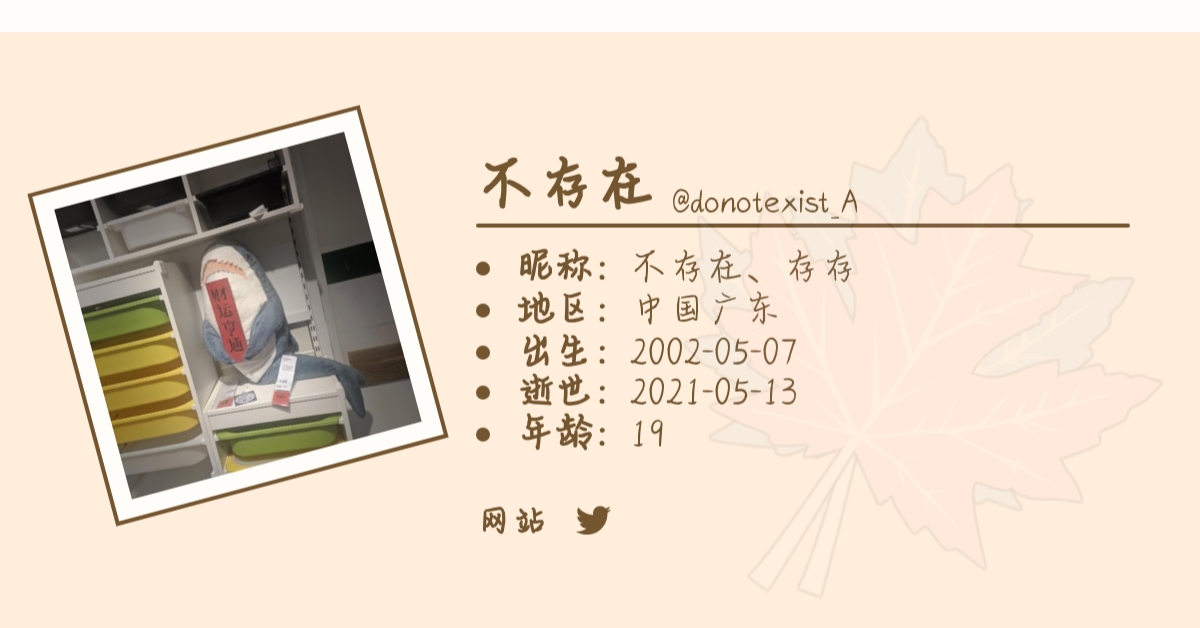 财运亨通
不存在 @donotexist_A
昵称：不存在、存存
地区：中国广东
出生：2002-05-07
逝世：2021-05-13
年龄：19
网站